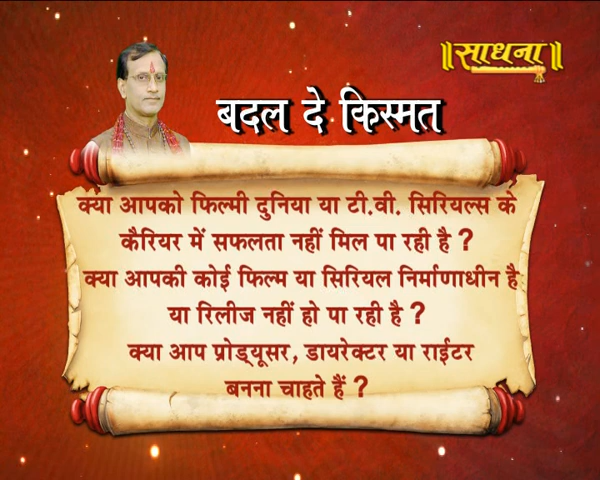 ॥साधना॥
बदल दे किस्मत
क्या आपको फिल्मी दुनिया या टी.वी. सिरियल्स के
कैरियर में सफलता नहीं मिल पा रही है ?
क्या आपकी कोई फिल्म या सिरियल निर्माणाधीन है
या रिलीज नहीं हो पा रही है ?
क्या आप प्रोड्यूसर, डायरेक्टर या राईटर
बनना चाहते हैं ?